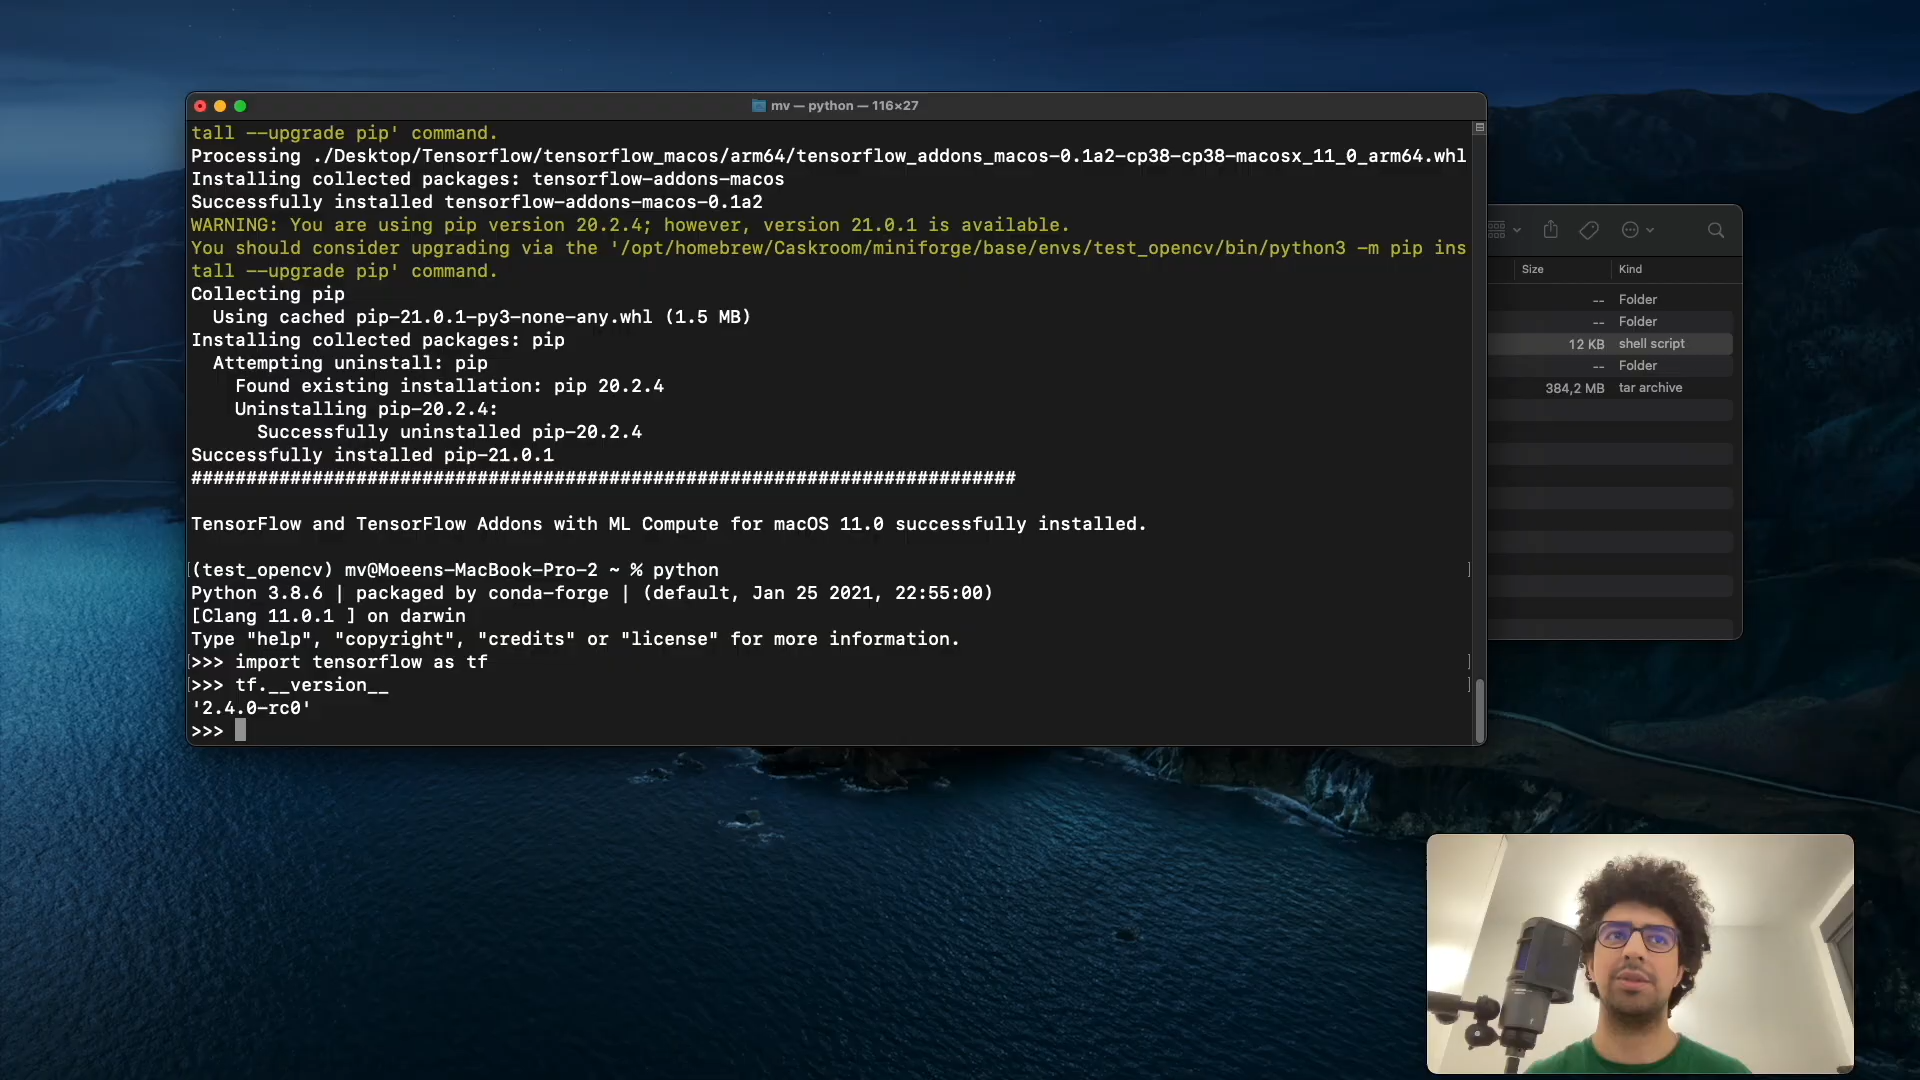 mv — python — 116×27
tall --upgrade pip' command.
Processing ./Desktop/Tensorflow/tensorflow_macos/arm64/tensorflow_addons_macos-0.1a2-cp38-cp38-macosx_11_0_arm64.whl
Installing collected packages: tensorflow-addons-macos
Successfully installed tensorflow-addons-macos-0.1a2
WARNING: You are using pip version 20.2.4; however, version 21.0.1 is available.
You should consider upgrading via the '/opt/homebrew/Caskroom/miniforge/base/envs/test_opencv/bin/python3 -m pip ins
tall --upgrade pip' command.
Collecting pip
  Using cached pip-21.0.1-py3-none-any.whl (1.5 MB)
Installing collected packages: pip
  Attempting uninstall: pip
    Found existing installation: pip 20.2.4
    Uninstalling pip-20.2.4:
      Successfully uninstalled pip-20.2.4
Successfully installed pip-21.0.1
###########################################################################
TensorFlow and TensorFlow Addons with ML Compute for macOS 11.0 successfully installed.
[(test_opencv) mv@Moeens-MacBook-Pro-2 ~ % python ]
Python 3.8.6 | packaged by conda-forge | (default, Jan 25 2021, 22:55:00)
[Clang 11.0.1 ] on darwin
Type "help", "copyright", "credits" or "license" for more information.
[>>> import tensorflow as tf ]
[>>> tf.__version__ ]
'2.4.0-rc0'
>>>
Size Kind
-- Folder
-- Folder
12 KB shell script
-- Folder
384,2 MB tar archive